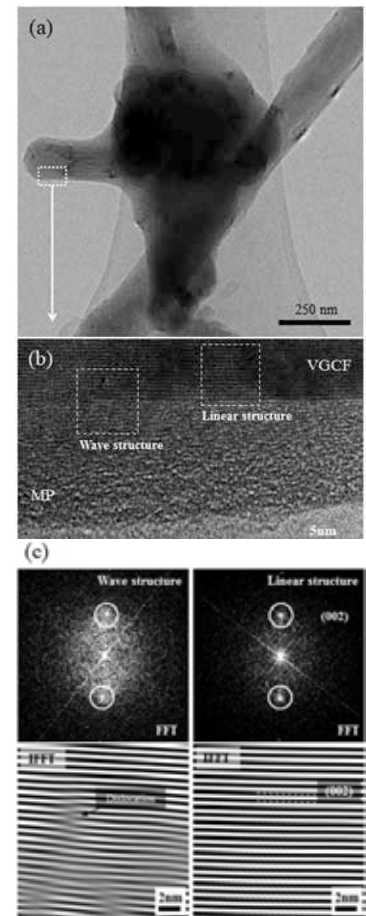 (a)
250 nm
(b)
VGCF
Wave structure
Linear structure
MP
5um
(c)
Wave structure
Linear structure
(002)
FFT
FFT
IFFT
IFFT
Dislocation
(002)
2nm
2nm